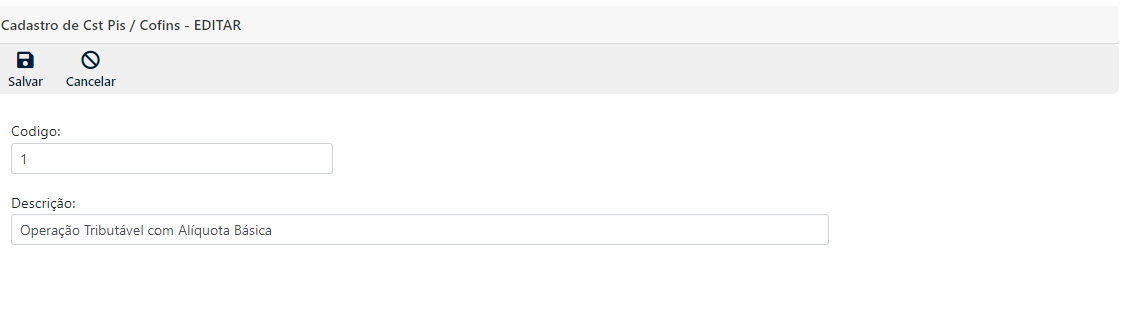 Cadastro de Cst Pis / Cofins - EDITAR
Salvar Cancelar
Codigo:
1
Descrição:
Operação Tributável com Alíquota Básica